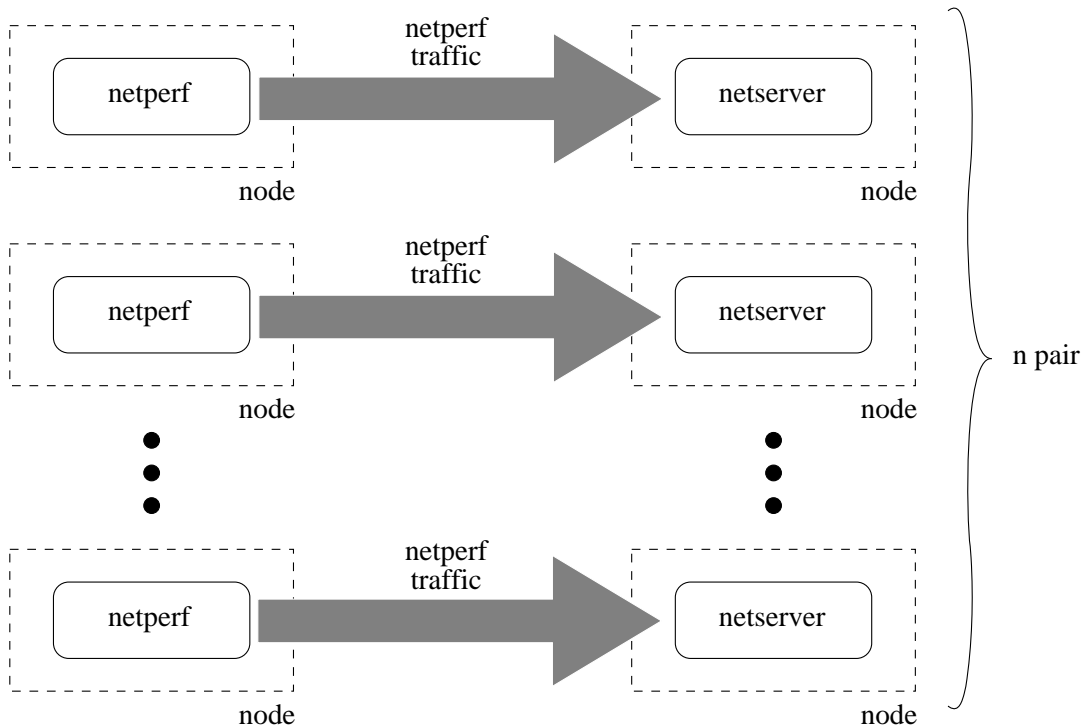 netperf
traffic
netperf
netserver
node
node
netperf
traffic
netperf
netserver
n pair
node
node
netperf
traffic
netperf
netserver
node
node